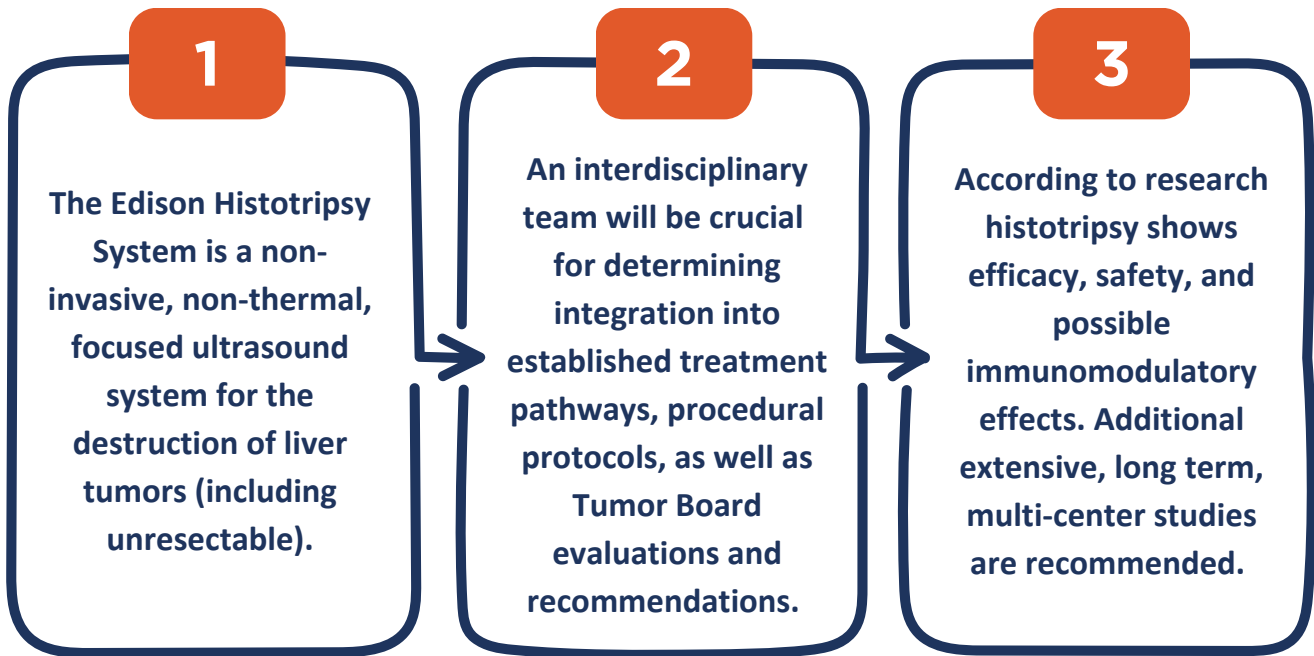 1
The Edison Histotripsy
System is a non-
invasive, non-thermal,
focused ultrasound
system for the
destruction of liver
tumors (including
unresectable).
2
An interdisciplinary
team will be crucial
for determining
integration into
established treatment
pathways, procedural
protocols, as well as
Tumor Board
evaluations and
recommendations.
3
According to research
histotripsy shows
efficacy, safety, and
possible
immunomodulatory
effects. Additional
extensive, long term,
multi-center studies
are recommended.